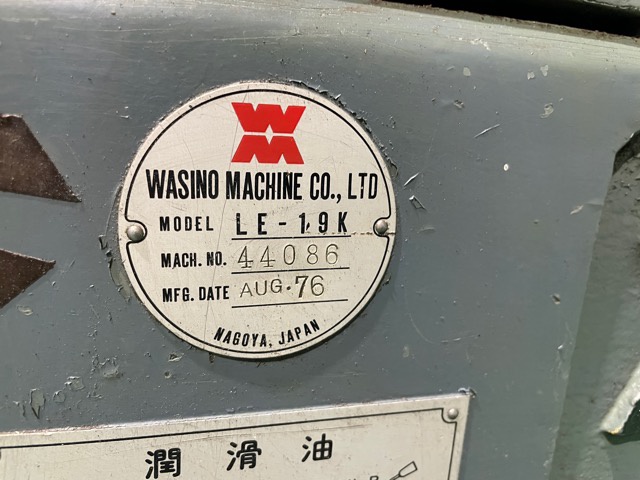 WM
WASINO MACHINE CO., LTD
MODEL LE-19K
MACH. NO. 44086
MFG. DATE AUG·76
NAGOYA, JAPAN
潤 滑 油